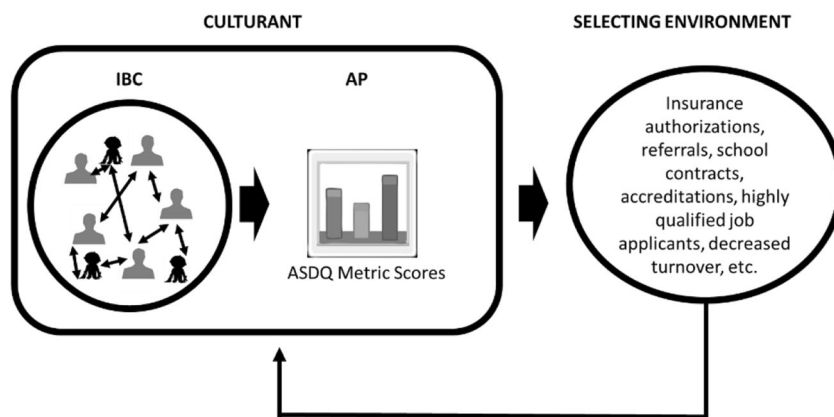 CULTURANT
SELECTING ENVIRONMENT
IBC
AP
ASDQ Metric Scores
Insurance
authorizations,
referrals, school
contracts,
accreditations, highly
qualified job
applicants, decreased
turnover, etc.